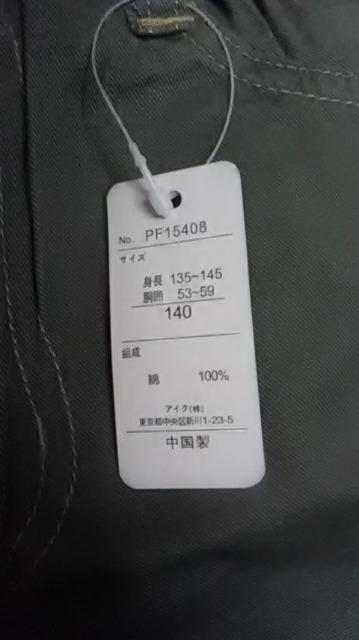 No. PF15408
サイズ
身長 135~145
胴囲 53~59
140
組成
綿 100%
アイク(株)
東京都中央区新川1-23-5
中国製